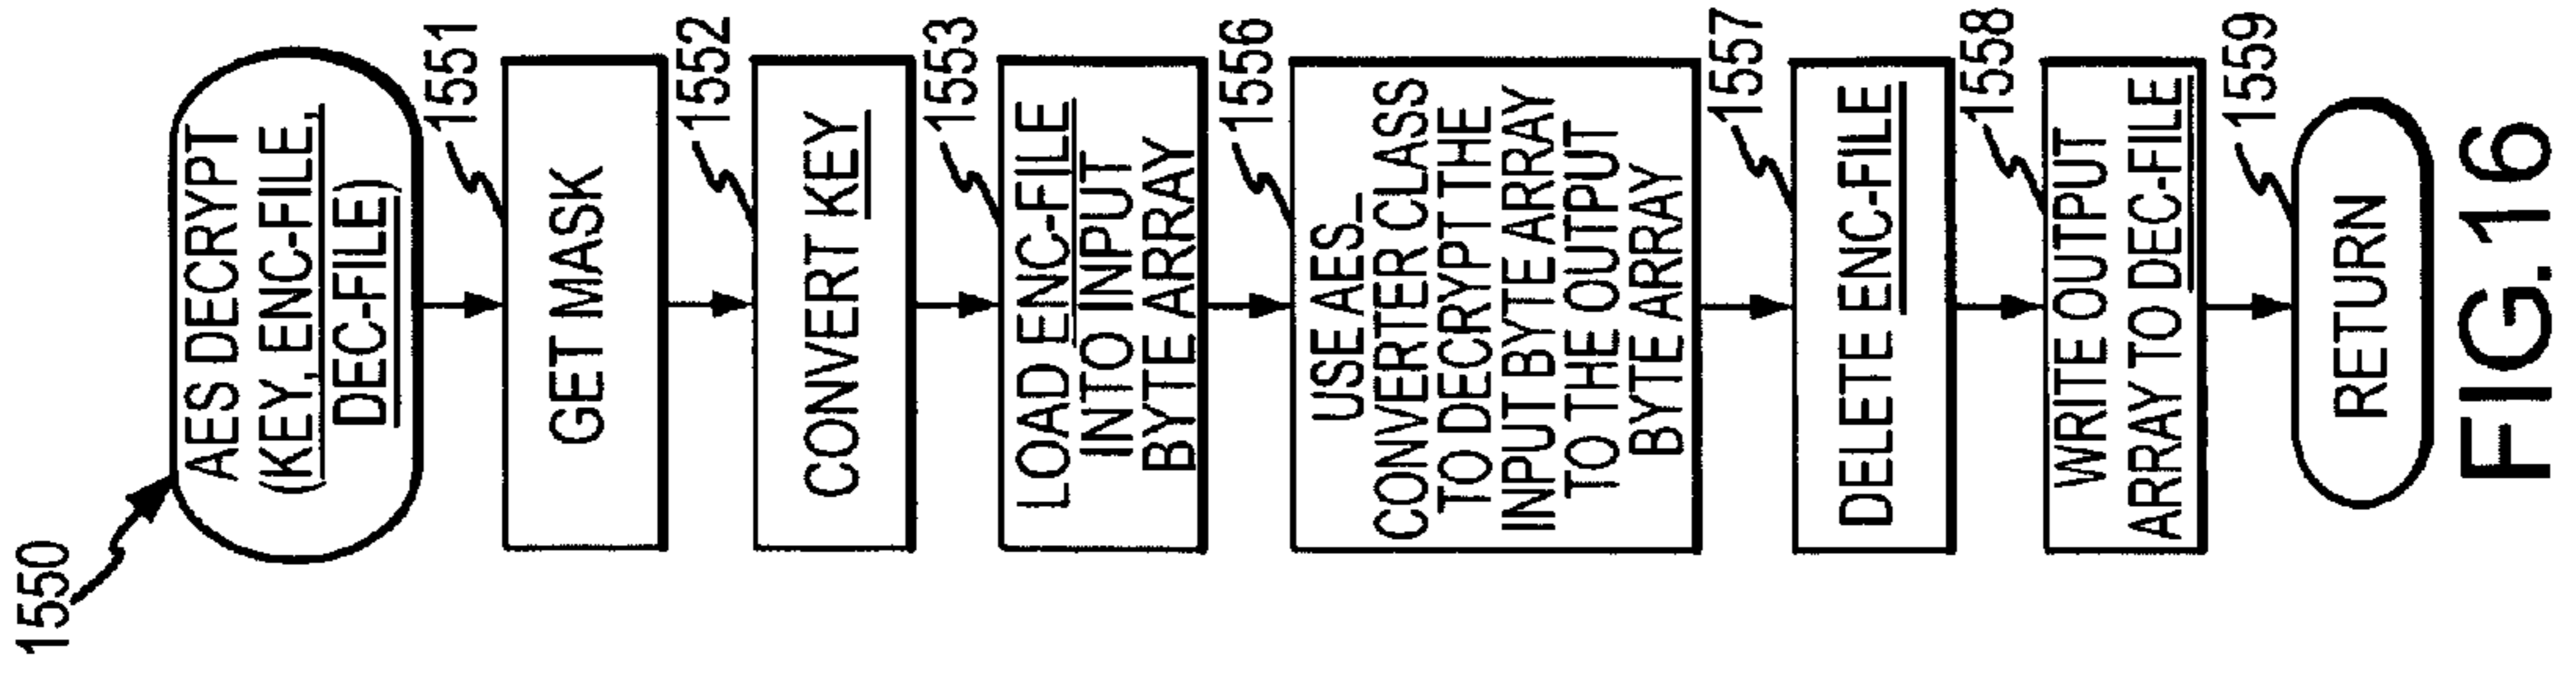 1550
AES DECRYPT
(KEY, ENC-FILE,
DEC-FILE)
1551
GET MASK
1552
CONVERT KEY
1553
LOAD ENC-FILE
INTO INPUT
BYTE ARRAY
1556
USE AES_
CONVERTER CLASS
TO DECRYPT THE
INPUT BYTE ARRAY
TO THE OUTPUT
BYTE ARRAY
1557
DELETE ENC-FILE
1558
WRITE OUTPUT
ARRAY TO DEC-FILE
1559
RETURN
FIG.16